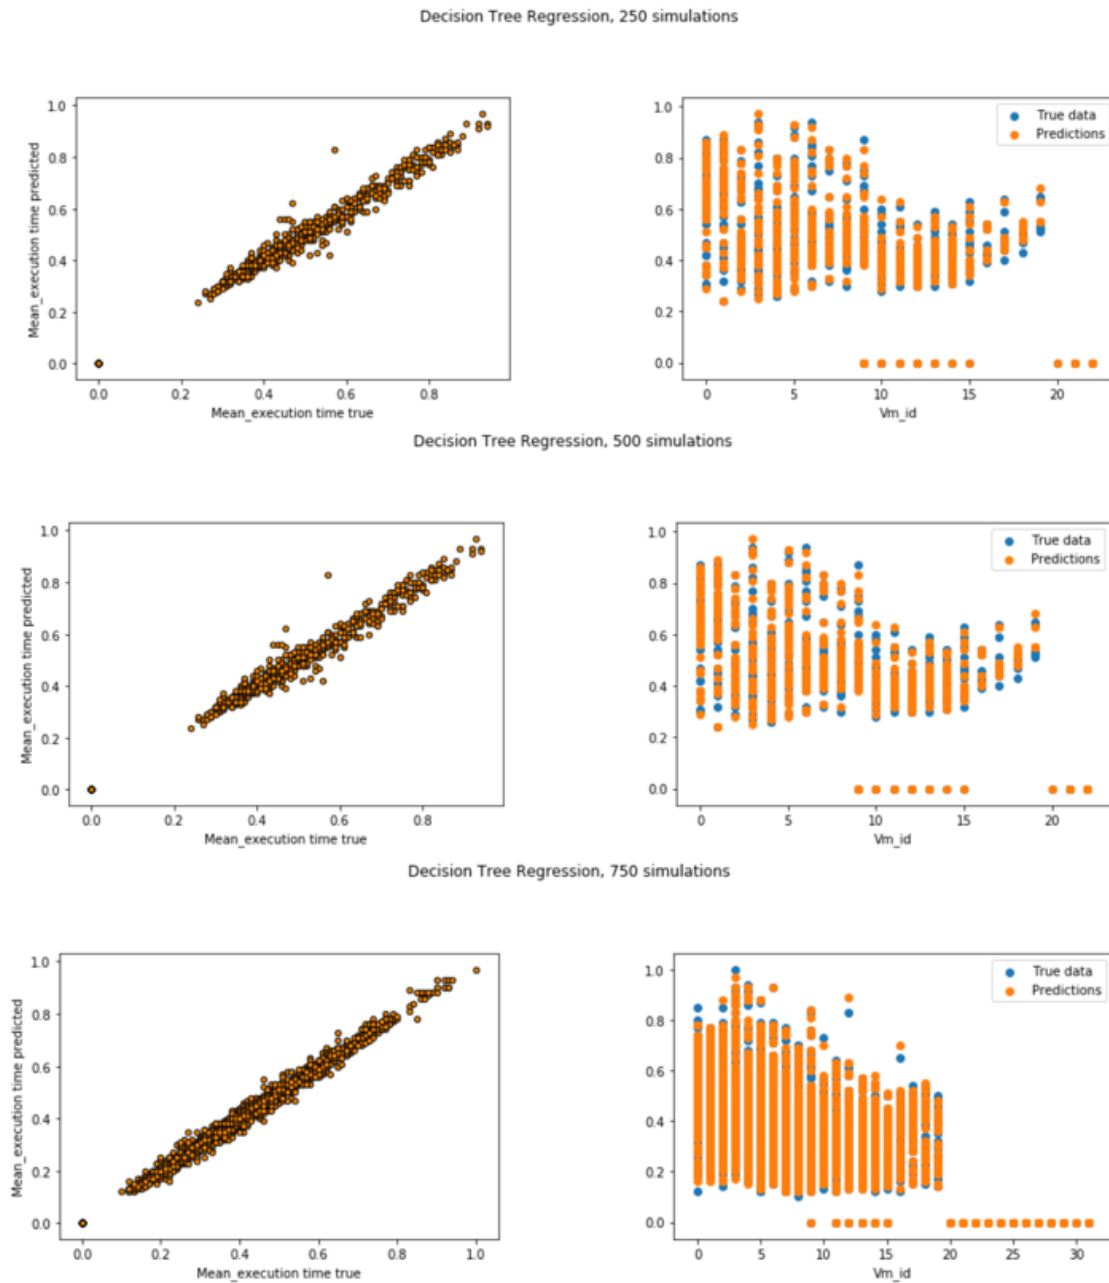 Decision Tree Regression, 250 simulations
Mean_execution time predicted
1.0
0.8
0.6
0.4
0.2
0.0
0.0 0.2 0.4 0.6 0.8
Mean_execution time true
1.0
0.8
0.6
0.4
0.2
0.0
True data
Predictions
0 5 10 15 20
Vm_id
Decision Tree Regression, 500 simulations
Mean_execution time predicted
1.0
0.8
0.6
0.4
0.2
0.0
0.0 0.2 0.4 0.6 0.8
Mean_execution time true
1.0
0.8
0.6
0.4
0.2
0.0
True data
Predictions
0 5 10 15 20
Vm_id
Decision Tree Regression, 750 simulations
Mean_execution time predicted
1.0
0.8
0.6
0.4
0.2
0.0
0.0 0.2 0.4 0.6 0.8 1.0
Mean_execution time true
1.0
0.8
0.6
0.4
0.2
0.0
True data
Predictions
0 5 10 15 20 25 30
Vm_id